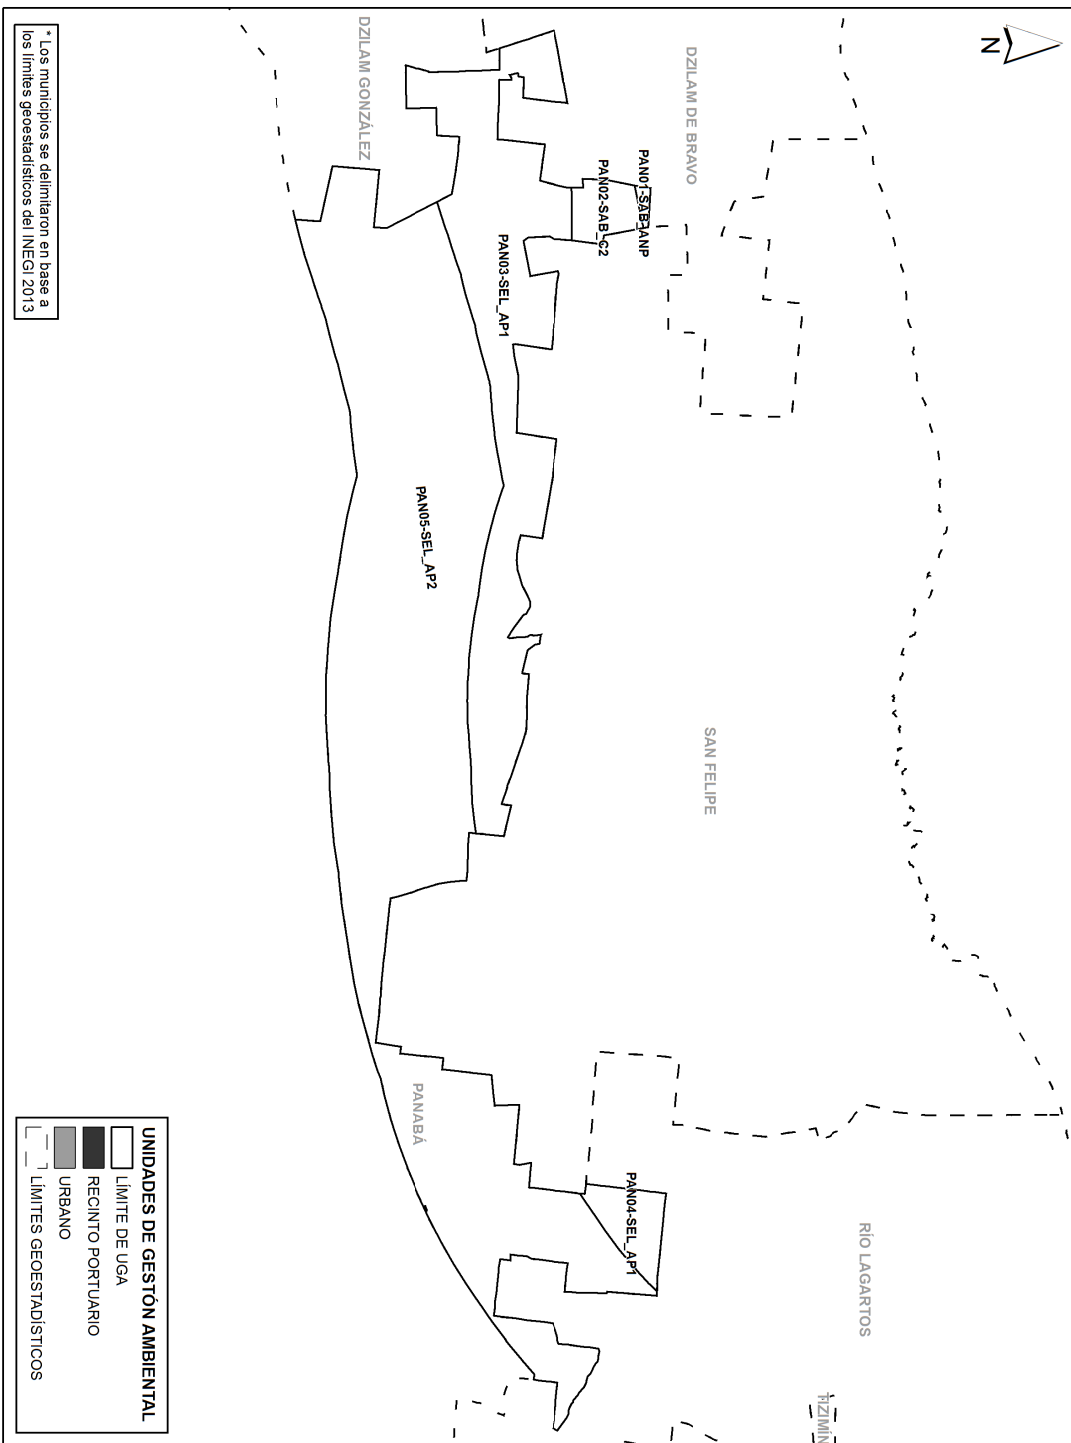 N
DZILAM DE BRAVO
DZILAM GONZÁLEZ
PAN01-SAB_ANP
PAN02-SAB_C2
PAN03-SEL_AP1
PAN05-SEL_AP2
SAN FELIPE
PANABÁ
PAN04-SEL_AP1
RÍO LAGARTOS
TIZIMÍN
* Los municipios se delimitaron en base a
los límites geoestadísticos del INEGI 2013
UNIDADES DE GESTÓN AMBIENTAL
LÍMITE DE UGA
RECINTO PORTUARIO
URBANO
LÍMITES GEOESTADÍSTICOS